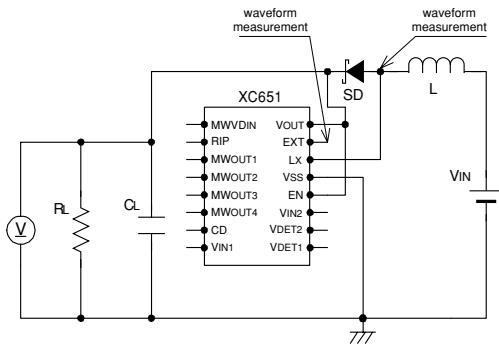 waveform
measurement
waveform
measurement
SD
L
XC651
MWVDIN VOUT
RIP EXT
MWOUT1 LX
MWOUT2 VSS
MWOUT3 EN
MWOUT4 VIN2
CD VDET2
VIN1 VDET1
VIN
V
RL
CL